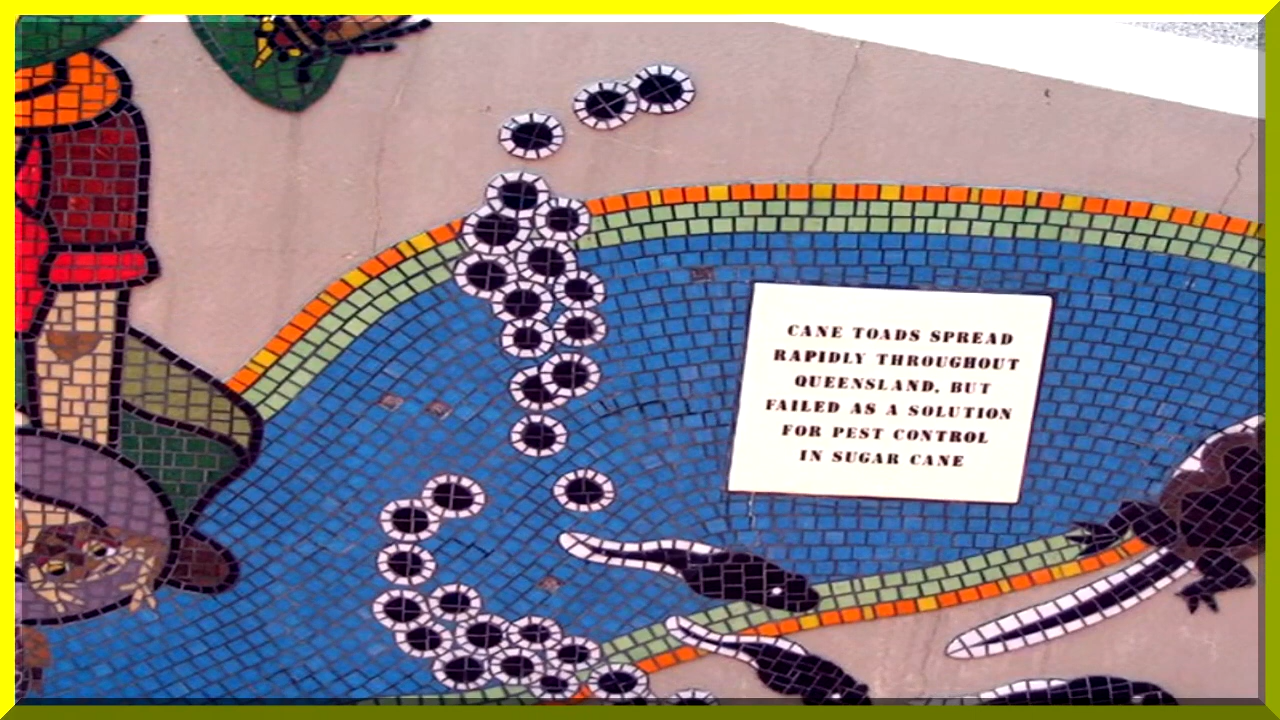 CANE TOADS SPREAD
RAPIDLY THROUGHOUT
QUEENSLAND, BUT
FAILED AS A SOLUTION
FOR PEST CONTROL
IN SUGAR CANE